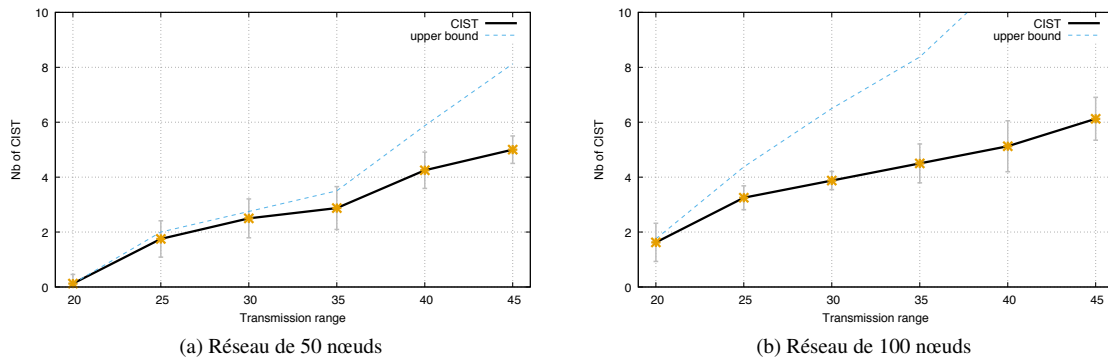 10
8
6
4
2
0
Nb of CIST
CIST
upper bound
20 25 30 35 40 45
Transmission range
(a) Réseau de 50 nœuds
10
8
6
4
2
0
Nb of CIST
CIST
upper bound
20 25 30 35 40 45
Transmission range
(b) Réseau de 100 nœuds